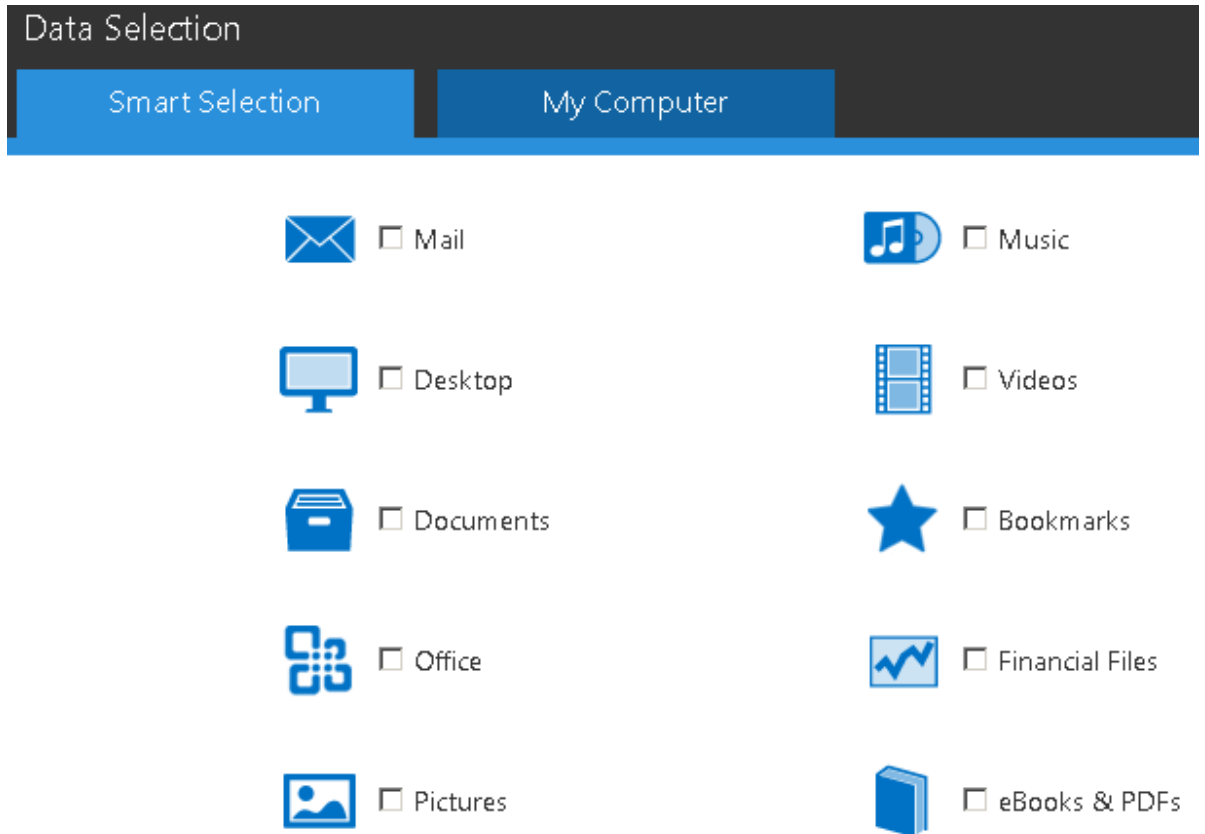 Data Selection
Smart Selection
My Computer
Mail
Music
Desktop
Videos
Documents
Bookmarks
Office
Financial Files
Pictures
eBooks & PDFs